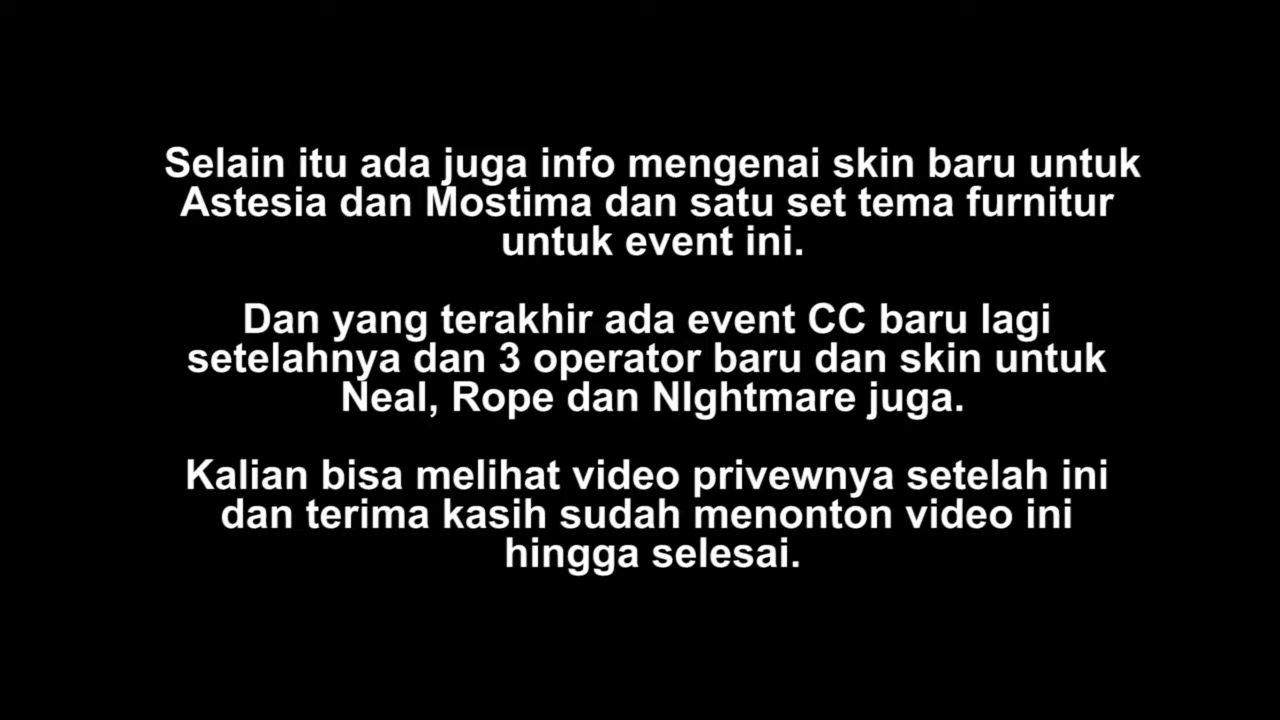 Selain itu ada juga info mengenai skin baru untuk
Astesia dan Mostima dan satu set tema furnitur
untuk event ini.
Dan yang terakhir ada event CC baru lagi
setelahnya dan 3 operator baru dan skin untuk
Neal, Rope dan NIghtmare juga.
Kalian bisa melihat video privewnya setelah ini
dan terima kasih sudah menonton video ini
hingga selesai.